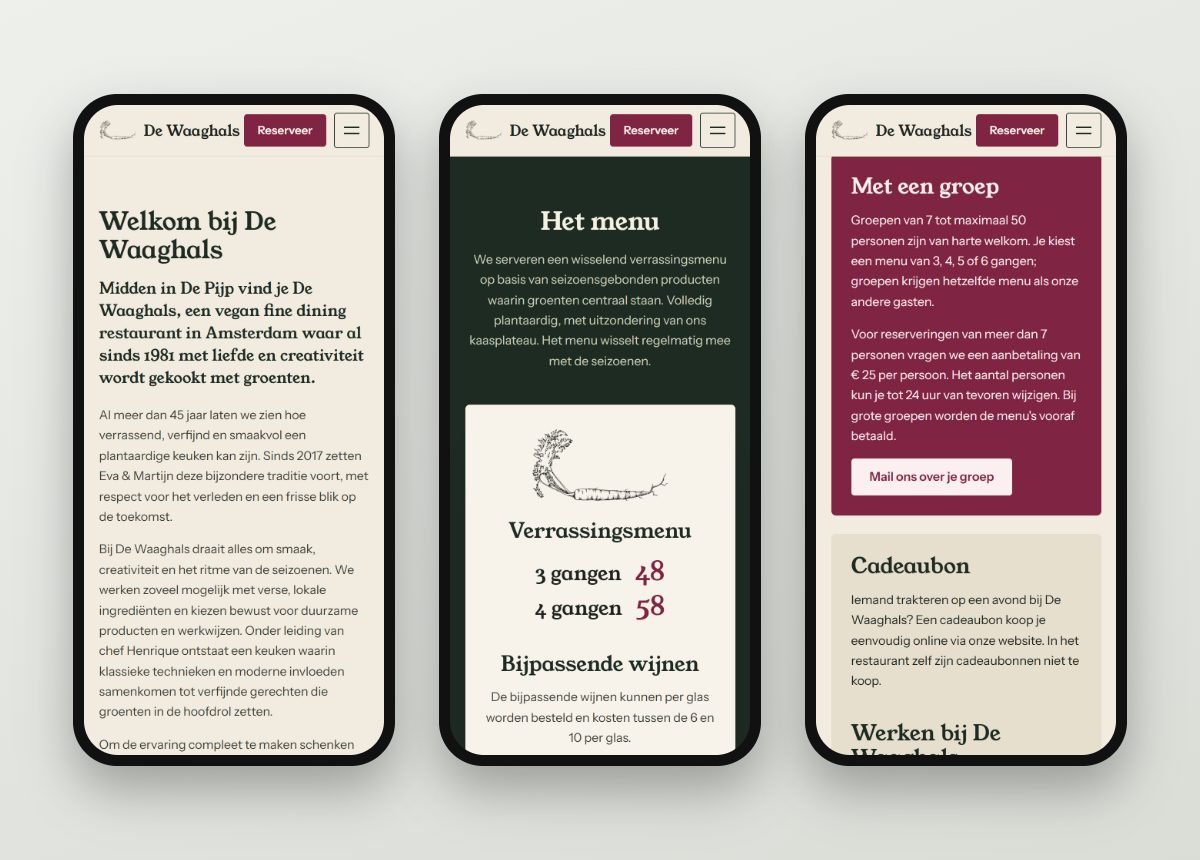 De Waaghals
Reserveer
Welkom bij De
Waaghals
Midden in De Pijp vind je De
Waaghals, een vegan fine dining
restaurant in Amsterdam waar al
sinds 1981 met liefde en creativiteit
wordt gekookt met groenten.
Al meer dan 45 jaar laten we zien hoe
verrassend, verfijnd en smaakvol een
plantaardige keuken kan zijn. Sinds 2017 zetten
Eva & Martijn deze bijzondere traditie voort, met
respect voor het verleden en een frisse blik op
de toekomst.
Bij De Waaghals draait alles om smaak,
creativiteit en het ritme van de seizoenen. We
werken zoveel mogelijk met verse, lokale
ingrediënten en kiezen bewust voor duurzame
producten en werkwijzen. Onder leiding van
chef Henrique ontstaat een keuken waarin
klassieke technieken en moderne invloeden
samenkomen tot verfijnde gerechten die
groenten in de hoofdrol zetten.
Om de ervaring compleet te maken schenken
De Waaghals
Reserveer
Het menu
We serveren een wisselend verrassingsmenu
op basis van seizoensgebonden producten
waarin groenten centraal staan. Volledig
plantaardig, met uitzondering van ons
kaasplateau. Het menu wisselt regelmatig mee
met de seizoenen.
Verrassingsmenu
3 gangen 48
4 gangen 58
Bijpassende wijnen
De bijpassende wijnen kunnen per glas
worden besteld en kosten tussen de 6 en
10 per glas.
De Waaghals
Reserveer
Met een groep
Groepen van 7 tot maximaal 50
personen zijn van harte welkom. Je kiest
een menu van 3, 4, 5 of 6 gangen;
groepen krijgen hetzelfde menu als onze
andere gasten.
Voor reserveringen van meer dan 7
personen vragen we een aanbetaling van
€ 25 per persoon. Het aantal personen
kun je tot 24 uur van tevoren wijzigen. Bij
grote groepen worden de menu's vooraf
betaald.
Mail ons over je groep
Cadeaubon
Iemand trakteren op een avond bij De
Waaghals? Een cadeaubon koop je
eenvoudig online via onze website. In het
restaurant zelf zijn cadeaubonnen niet te
koop.
Werken bij De
Waaghals